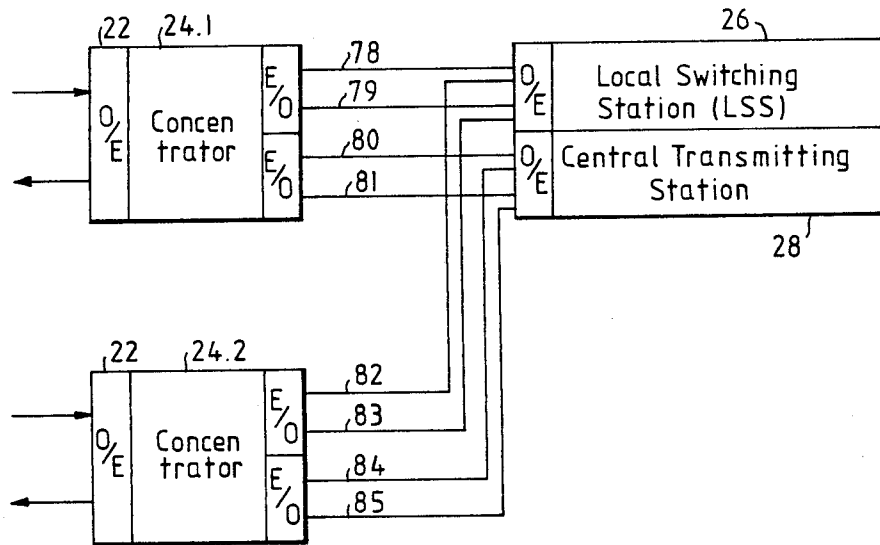 22
24.1
78
26
O/E
Concen
trator
E/O
E/O
79
80
81
O/E
Local Switching
Station (LSS)
O/E
Central Transmitting
Station
28
22
24.2
82
O/E
Concen
trator
E/O
E/O
83
84
85